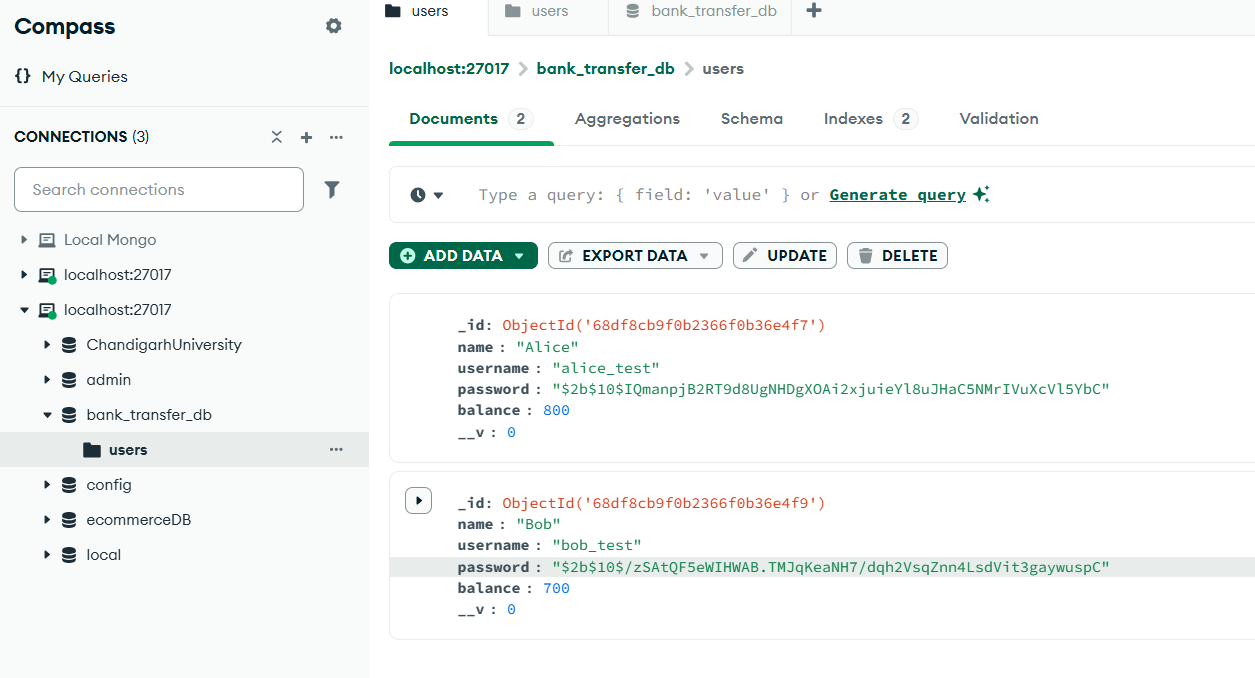 Compass
My Queries
CONNECTIONS (3)
Search connections
Local Mongo
localhost:27017
localhost:27017
ChandigarhUniversity
admin
bank_transfer_db
users
config
ecommerceDB
local
users users bank_transfer_db
localhost:27017 > bank_transfer_db > users
Documents 2 Aggregations Schema Indexes 2 Validation
Type a query: { field: 'value' } or Generate query
ADD DATA EXPORT DATA UPDATE DELETE
_id: ObjectId('68df8cb9f0b2366f0b36e4f7')
name : "Alice"
username : "alice_test"
password : "$2b$10$IQmanpjB2RT9d8UgNHDgXOAi2xjuieYl8uJHaC5NMrIVuXcVl5YbC"
balance : 800
__v : 0
_id: ObjectId('68df8cb9f0b2366f0b36e4f9')
name : "Bob"
username : "bob_test"
password : "$2b$10$/zSAtQF5eWIHWAB.TMJqKeaNH7/dqh2VsqZnn4LsdVit3gaywuspC"
balance : 700
__v : 0